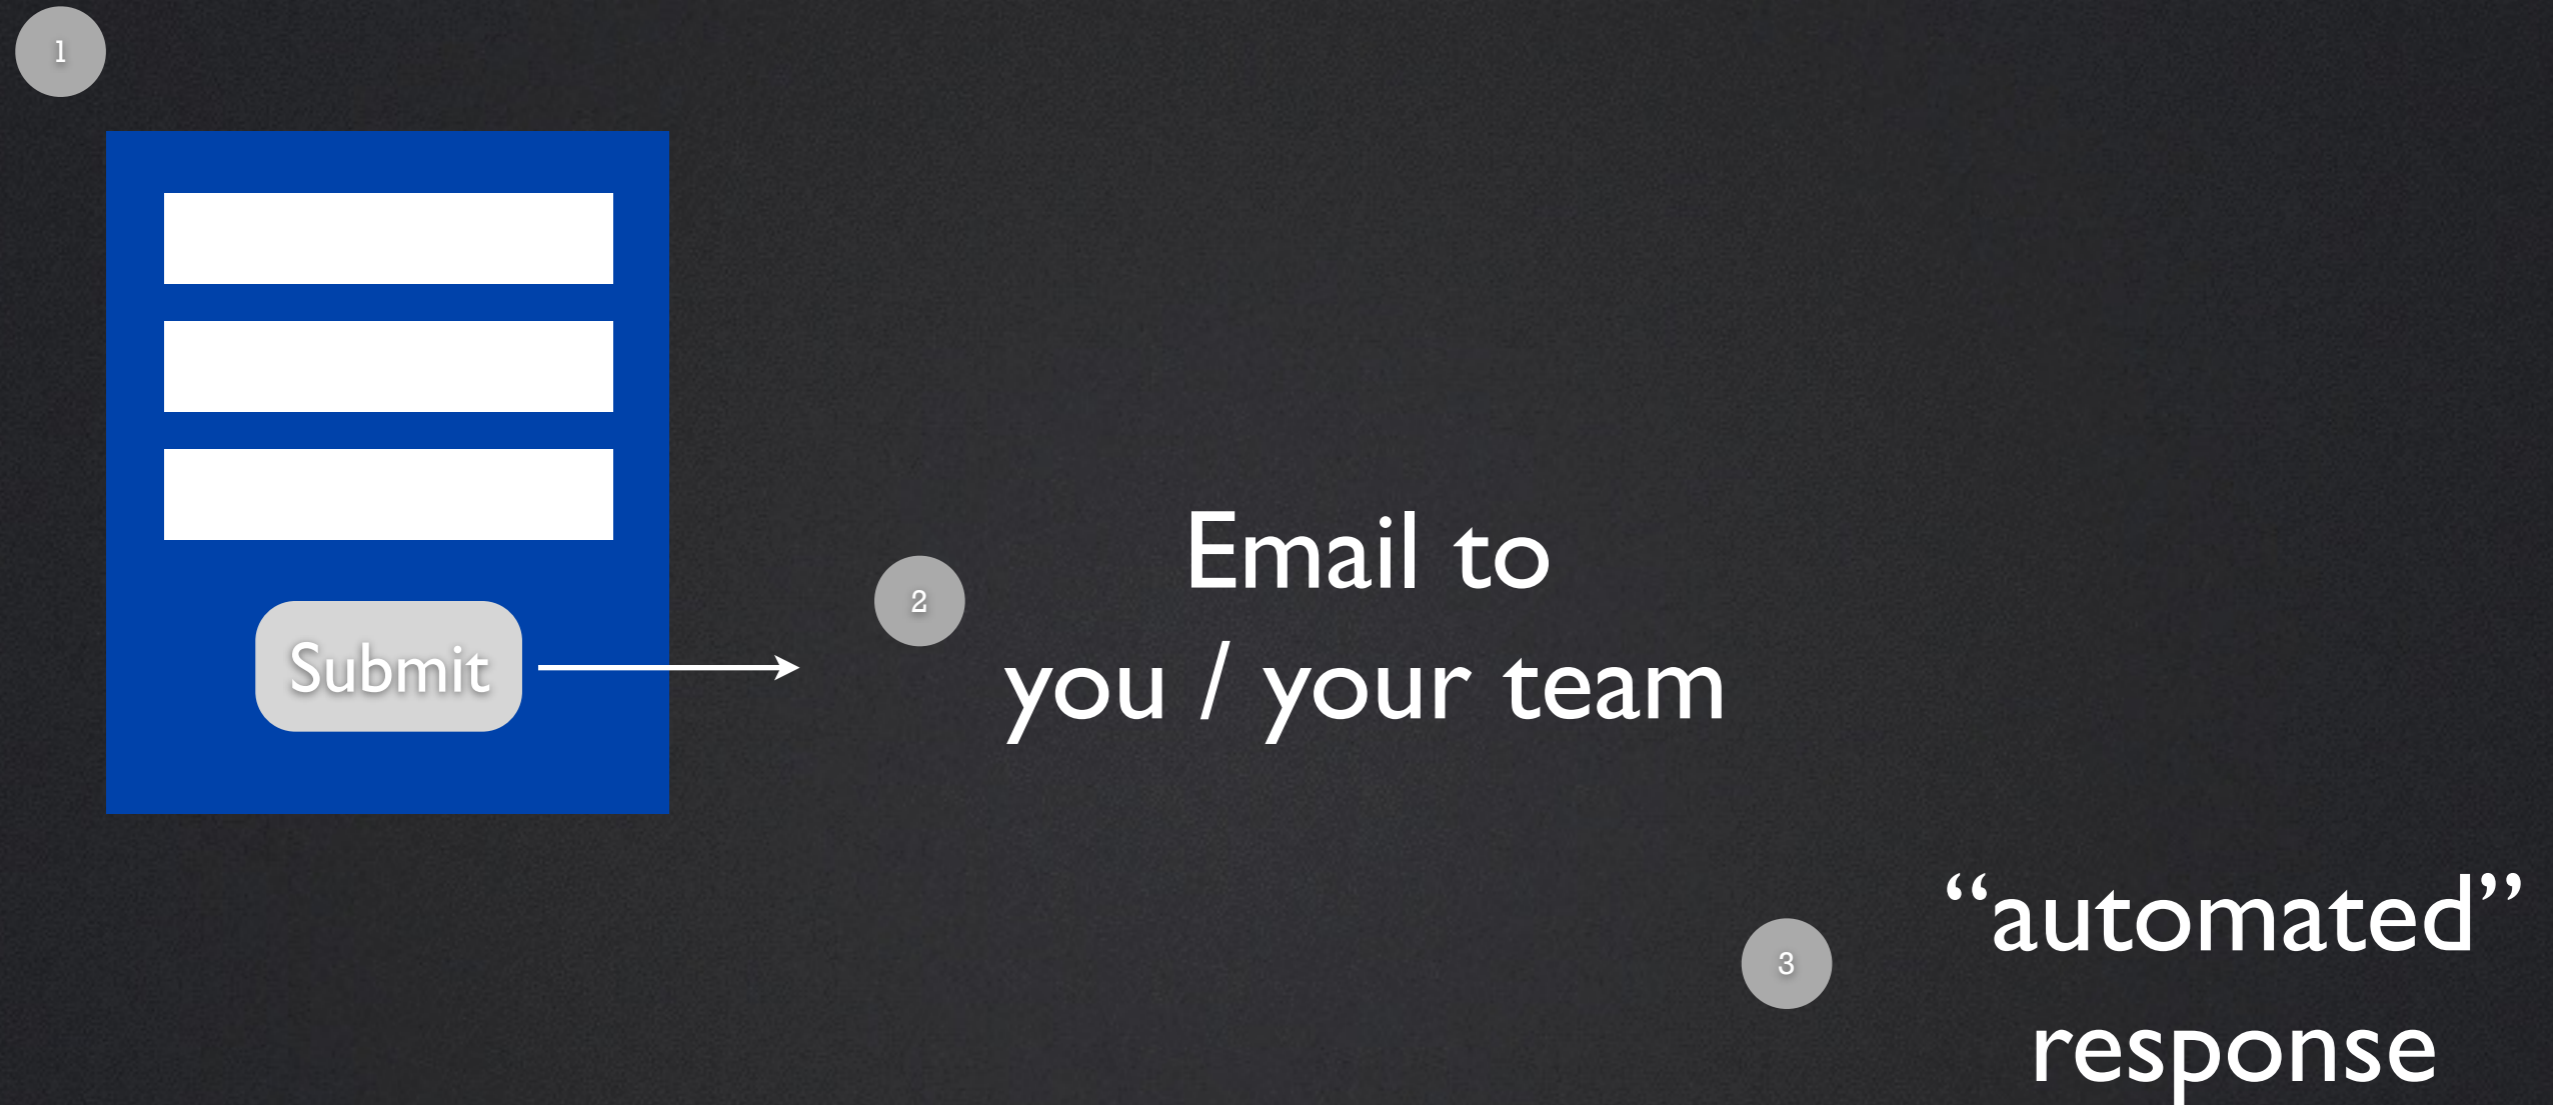 1
Submit
2
Email to
you / your team
3
“automated”
response